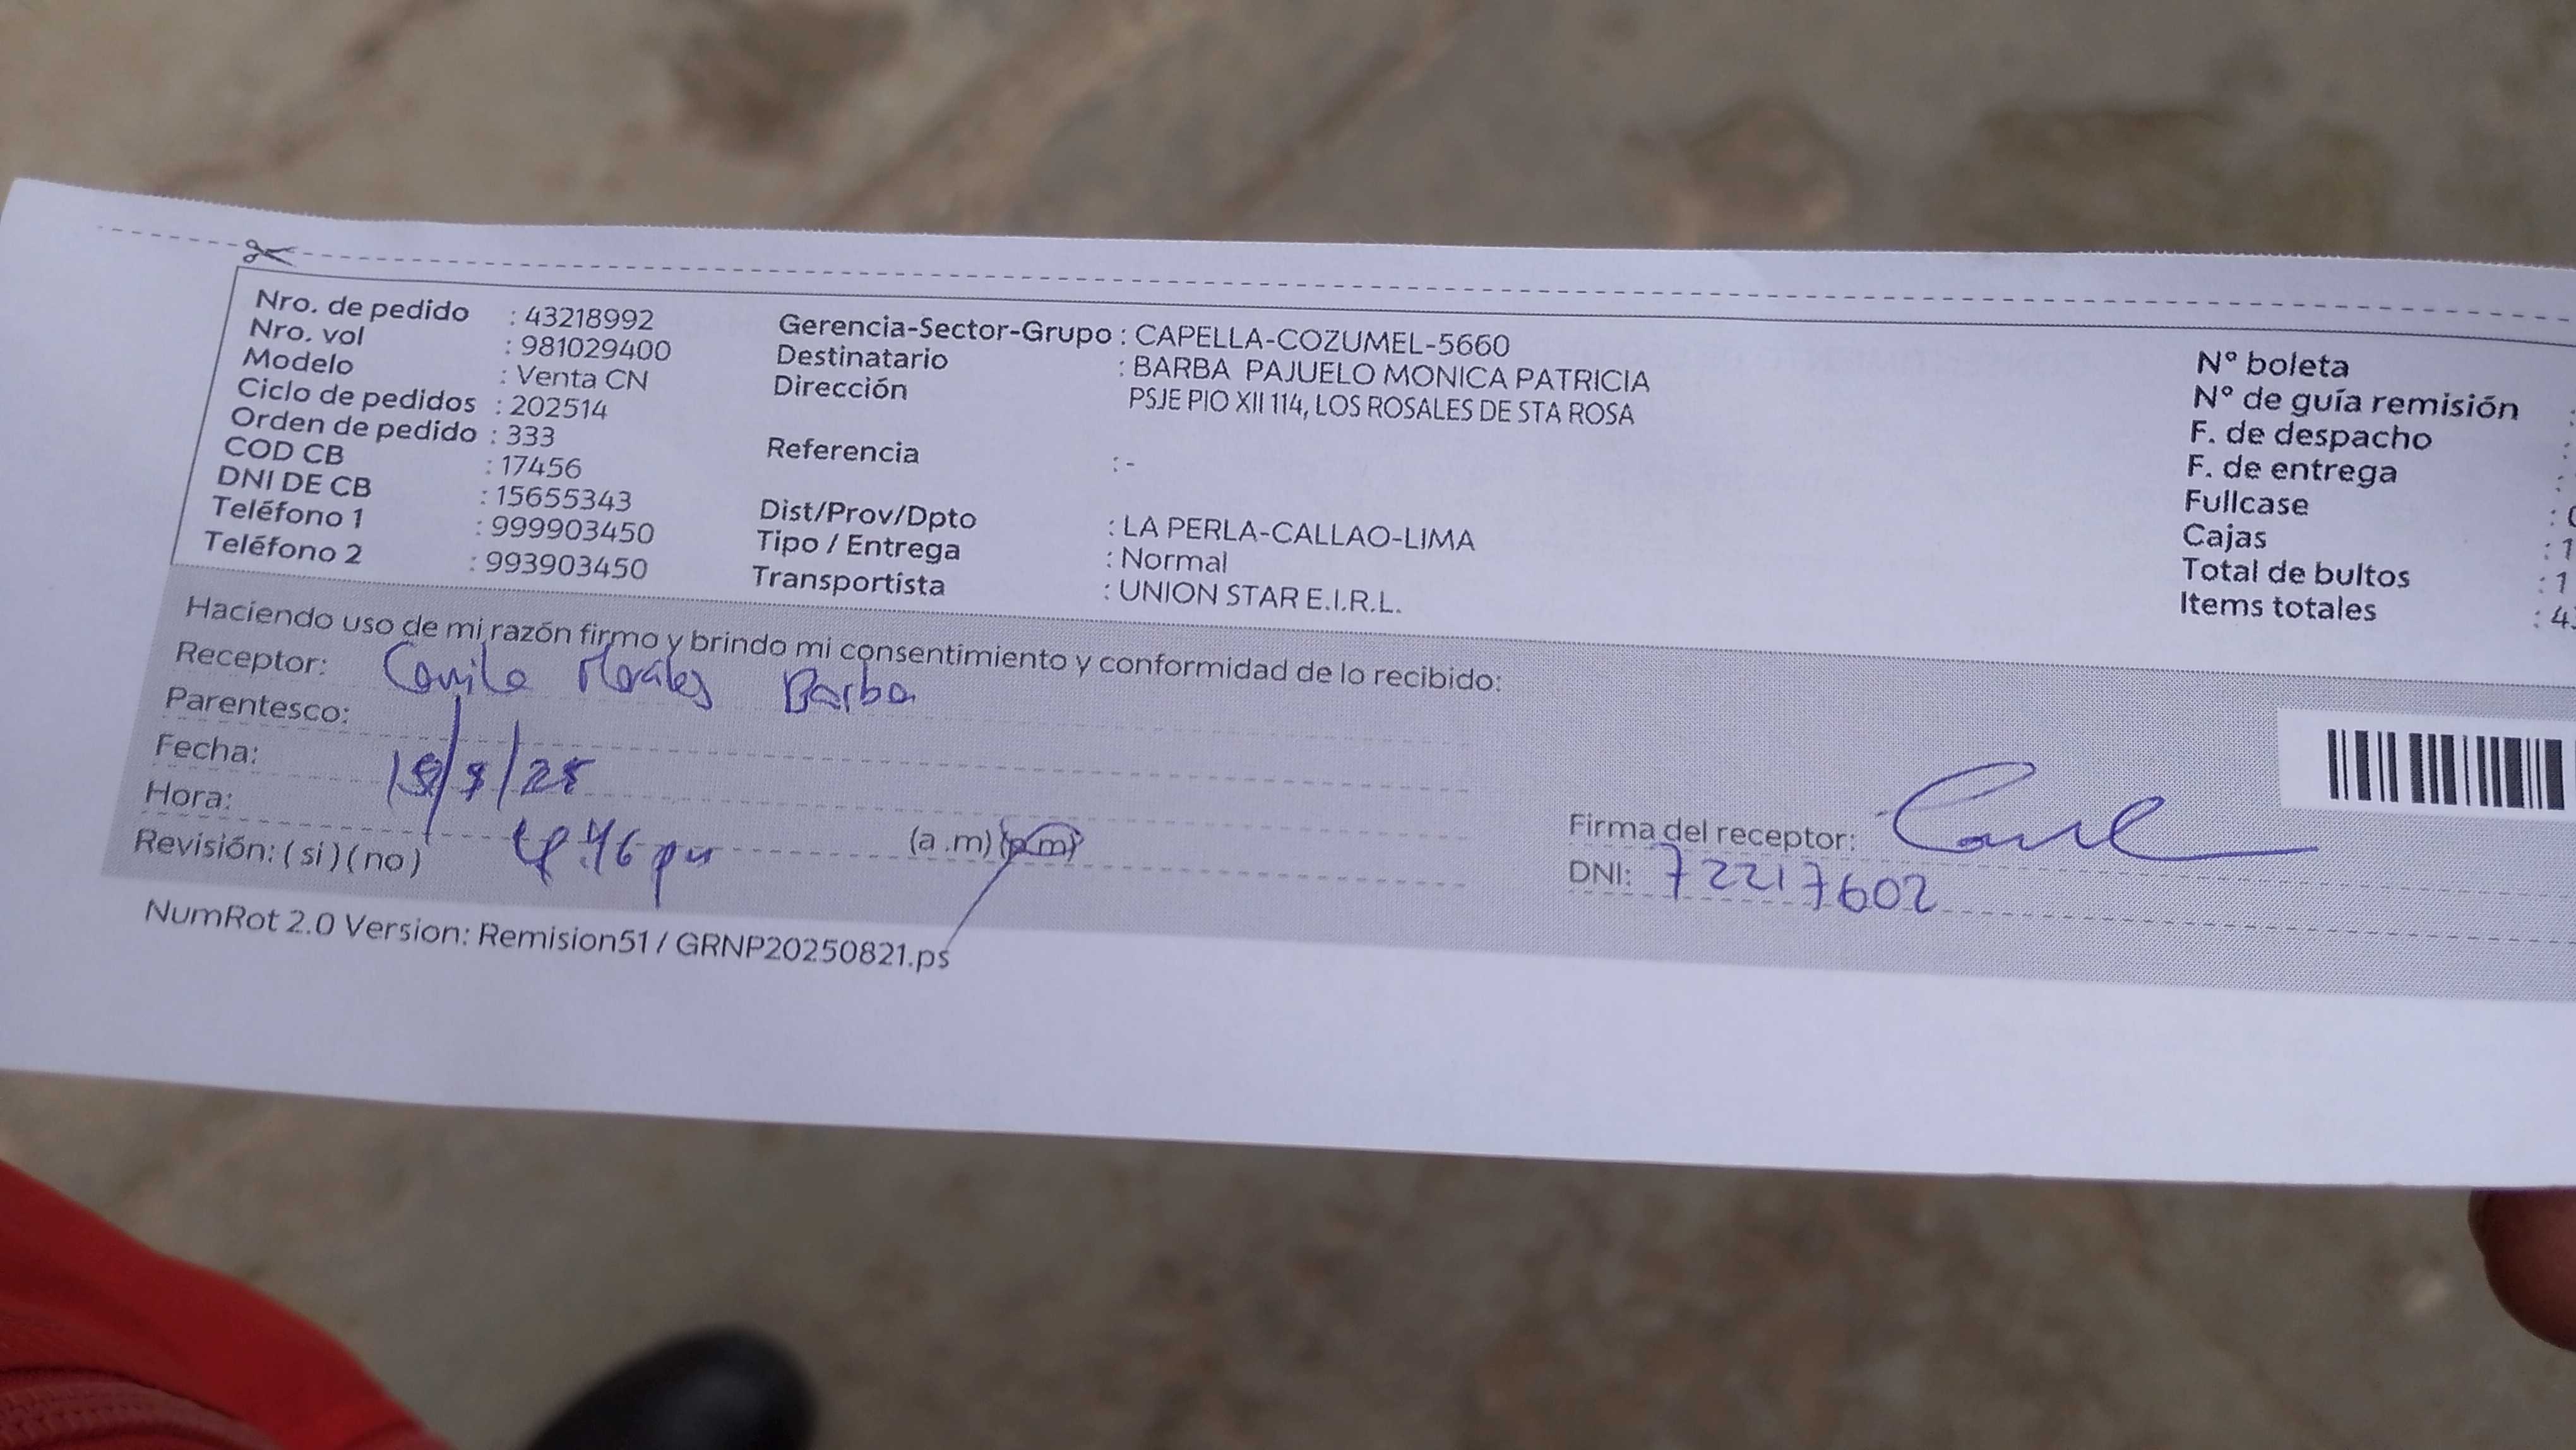 Nro. de pedido : 43218992
Nro. vol : 981029400
Modelo : Venta CN
Ciclo de pedidos : 202514
Orden de pedido : 333
COD CB : 17456
DNI DE CB : 15655343
Teléfono 1 : 999903450
Teléfono 2 : 993903450
Gerencia-Sector-Grupo : CAPELLA-COZUMEL-5660
Destinatario : BARBA PAJUELO MONICA PATRICIA
Dirección PSJE PIO XII 114, LOS ROSALES DE STA ROSA
Referencia : -
Dist/Prov/Dpto : LA PERLA-CALLAO-LIMA
Tipo / Entrega : Normal
Transportista : UNION STAR E.I.R.L.
N° boleta
N° de guía remisión :
F. de despacho :
F. de entrega :
Fullcase :
Cajas : 1
Total de bultos : 1
Items totales : 4
Haciendo uso de mi razón firmo y brindo mi consentimiento y conformidad de lo recibido:
Receptor: Camila Morales Barba
Parentesco:
Fecha:
Hora: (a .m) (p.m)
Revisión: ( si ) ( no )
Firma del receptor:
DNI: 72217602
NumRot 2.0 Version: Remision51 / GRNP20250821.ps